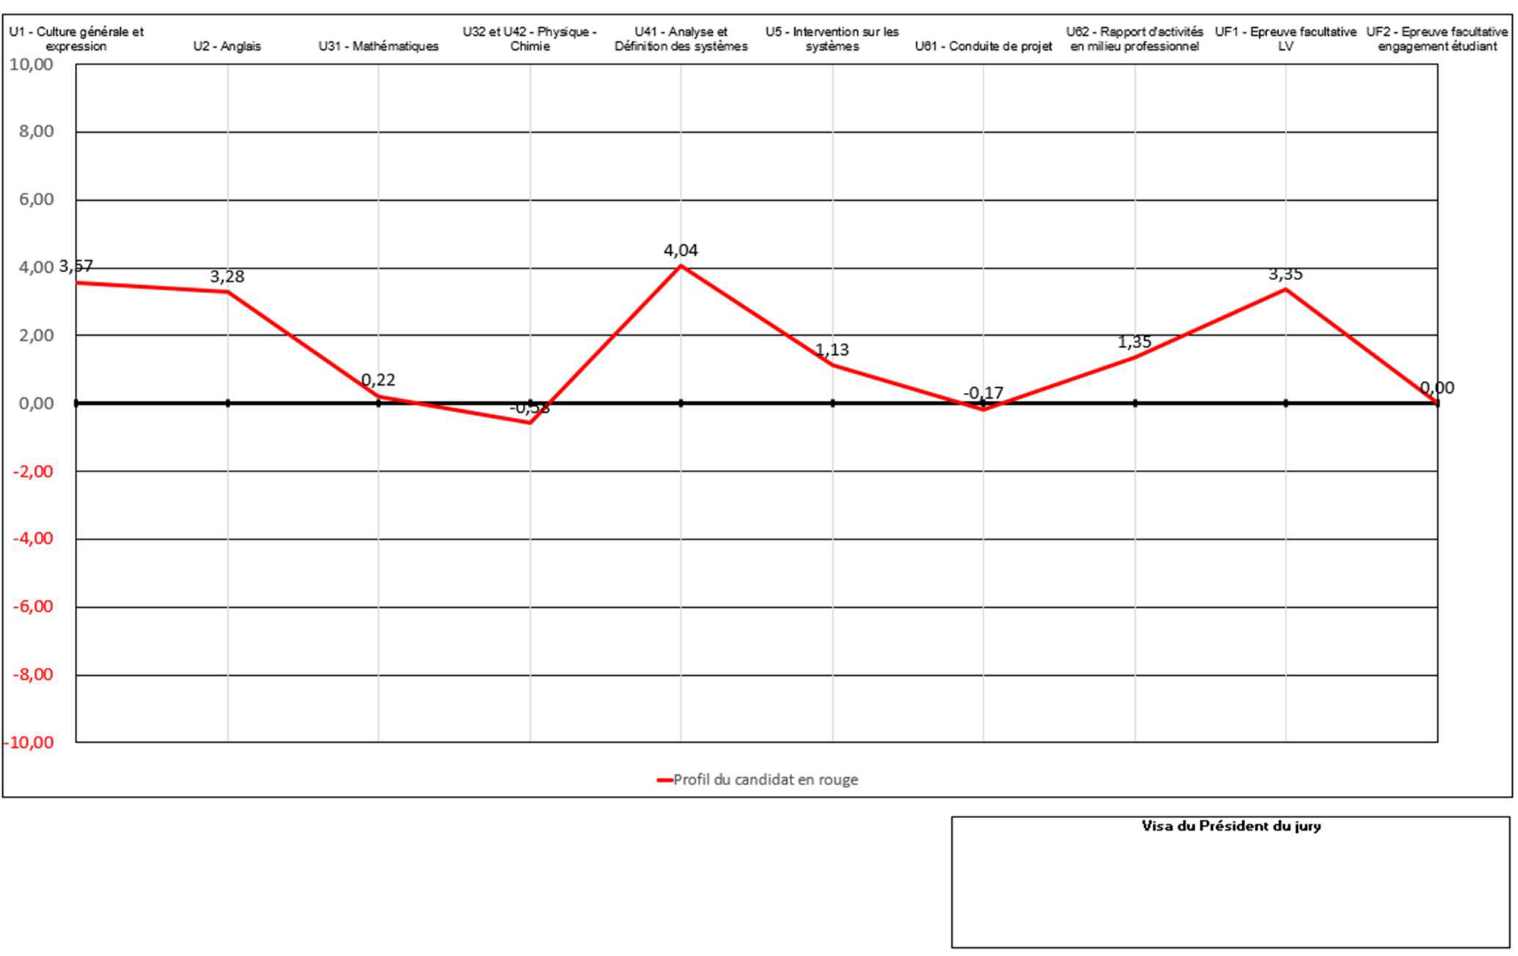 U1 - Culture générale et
expression
U2 - Anglais
U31 - Mathématiques
U32 et U42 - Physique -
Chimie
U41 - Analyse et
Définition des systèmes
U5 - Intervention sur les
systèmes
U61 - Conduite de projet
U62 - Rapport d'activités
en milieu professionnel
UF1 - Epreuve facultative
LV
UF2 - Epreuve facultative
engagement étudiant
10,00
8,00
6,00
4,00
2,00
0,00
-2,00
-4,00
-6,00
-8,00
-10,00
3,57
3,28
0,22
-0,58
4,04
1,13
-0,17
1,35
3,35
0,00
Profil du candidat en rouge
Visa du Président du jury